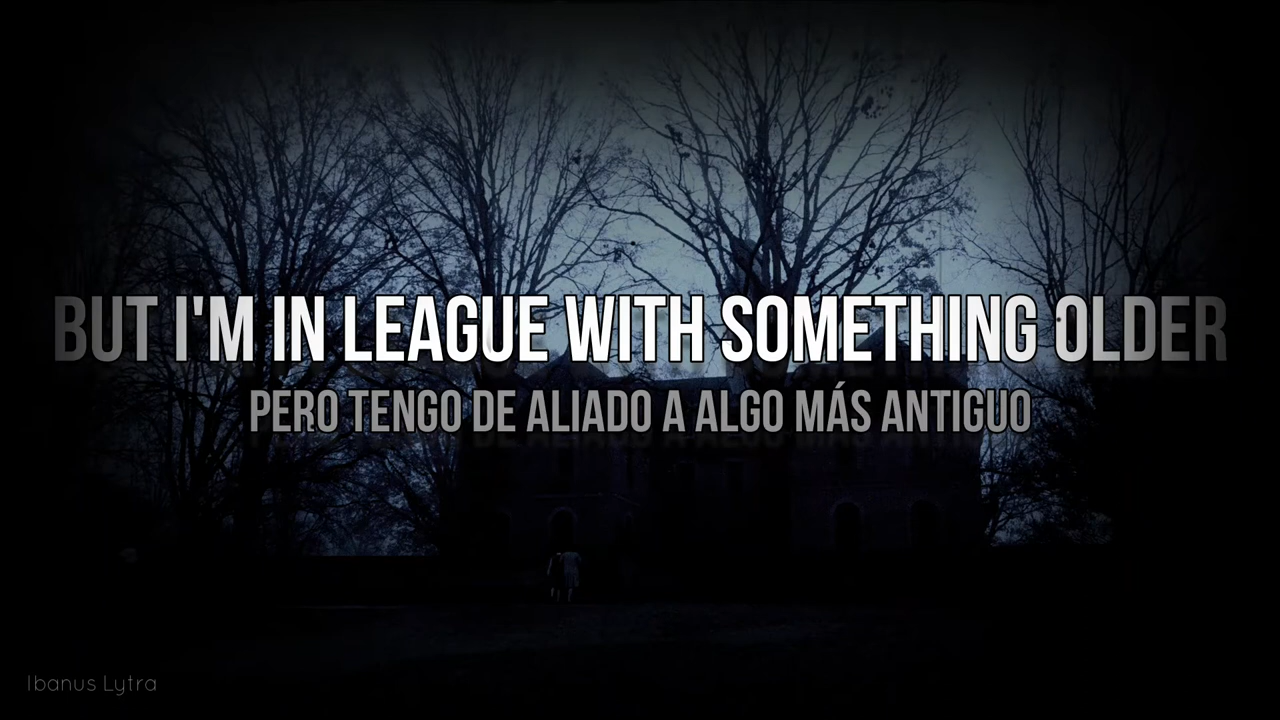 BUT I'M IN LEAGUE WITH SOMETHING OLDER
PERO TENGO DE ALIADO A ALGO MÁS ANTIGUO
Ibanus Lytra